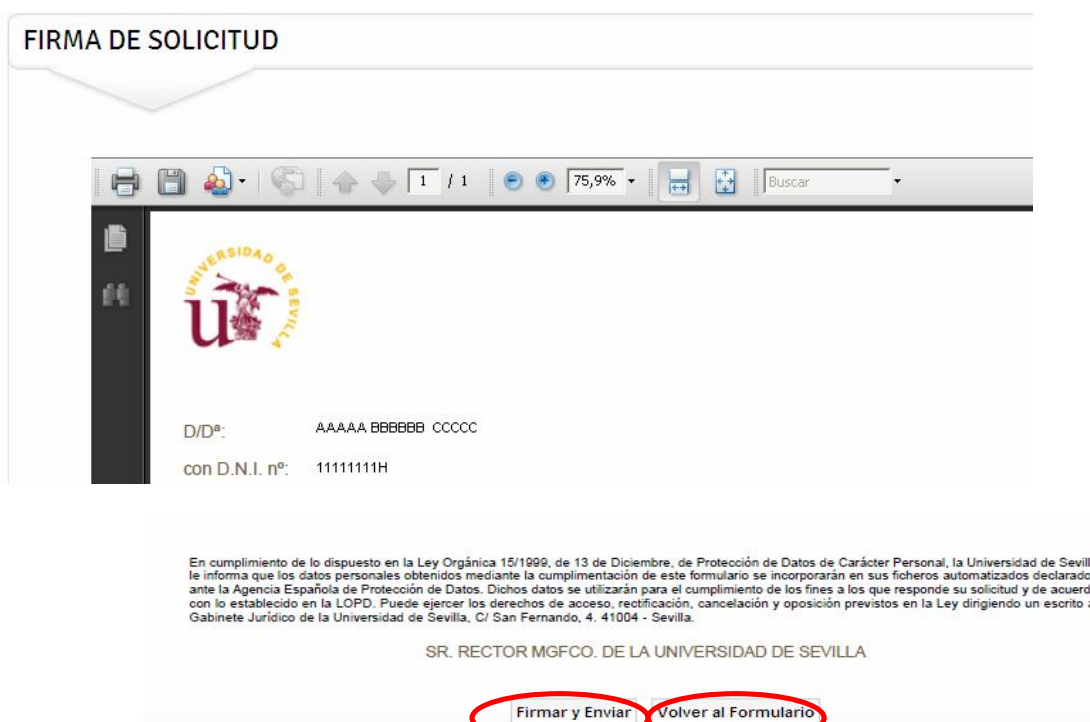 FIRMA DE SOLICITUD
1 / 1 75,9% Buscar
UNIVERSIDAD DE SEVILLA
D/Dª: AAAAA BBBBBB CCCCC
con D.N.I. nº: 11111111H
En cumplimiento de lo dispuesto en la Ley Orgánica 15/1999, de 13 de Diciembre, de Protección de Datos de Carácter Personal, la Universidad de Sevill
le informa que los datos personales obtenidos mediante la cumplimentación de este formulario se incorporarán en sus ficheros automatizados declarado
ante la Agencia Española de Protección de Datos. Dichos datos se utilizarán para el cumplimiento de los fines a los que responde su solicitud y de acuerd
con lo establecido en la LOPD. Puede ejercer los derechos de acceso, rectificación, cancelación y oposición previstos en la Ley dirigiendo un escrito a
Gabinete Jurídico de la Universidad de Sevilla, C/ San Fernando, 4. 41004 - Sevilla.
SR. RECTOR MGFCO. DE LA UNIVERSIDAD DE SEVILLA
Firmar y Enviar Volver al Formulario